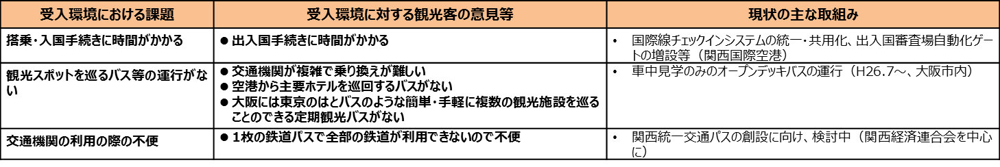 受入環境における課題
受入環境に対する観光客の意見等
現状の主な取組み
搭乗・入国手続きに時間がかかる
● 出入国手続きに時間がかかる
• 国際線チェックインシステムの統一・共用化、出入国審査場自動化ゲー
トの増設等（関西国際空港）
観光スポットを巡るバス等の運行がな
い
● 交通機関が複雑で乗り換えが難しい
● 空港から主要ホテルを巡回するバスがない
● 大阪には東京のはとバスのような簡単・手軽に複数の観光施設を巡る
ことのできる定期観光バスがない
• 車中見学のみのオープンデッキバスの運行（H26.7～、大阪市内）
交通機関の利用の際の不便
● 1枚の鉄道パスで全部の鉄道が利用できないので不便
• 関西統一交通パスの創設に向け、検討中（関西経済連合会を中心
に）